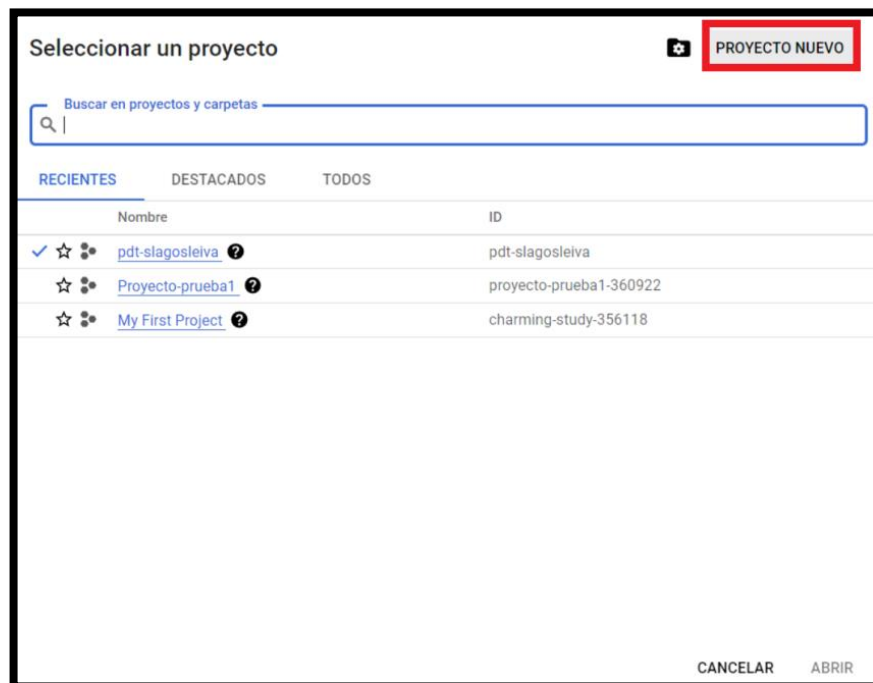 Seleccionar un proyecto PROYECTO NUEVO
Buscar en proyectos y carpetas
RECIENTES DESTACADOS TODOS
Nombre ID
pdt-slagosleiva pdt-slagosleiva
Proyecto-prueba1 proyecto-prueba1-360922
My First Project charming-study-356118
CANCELAR ABRIR